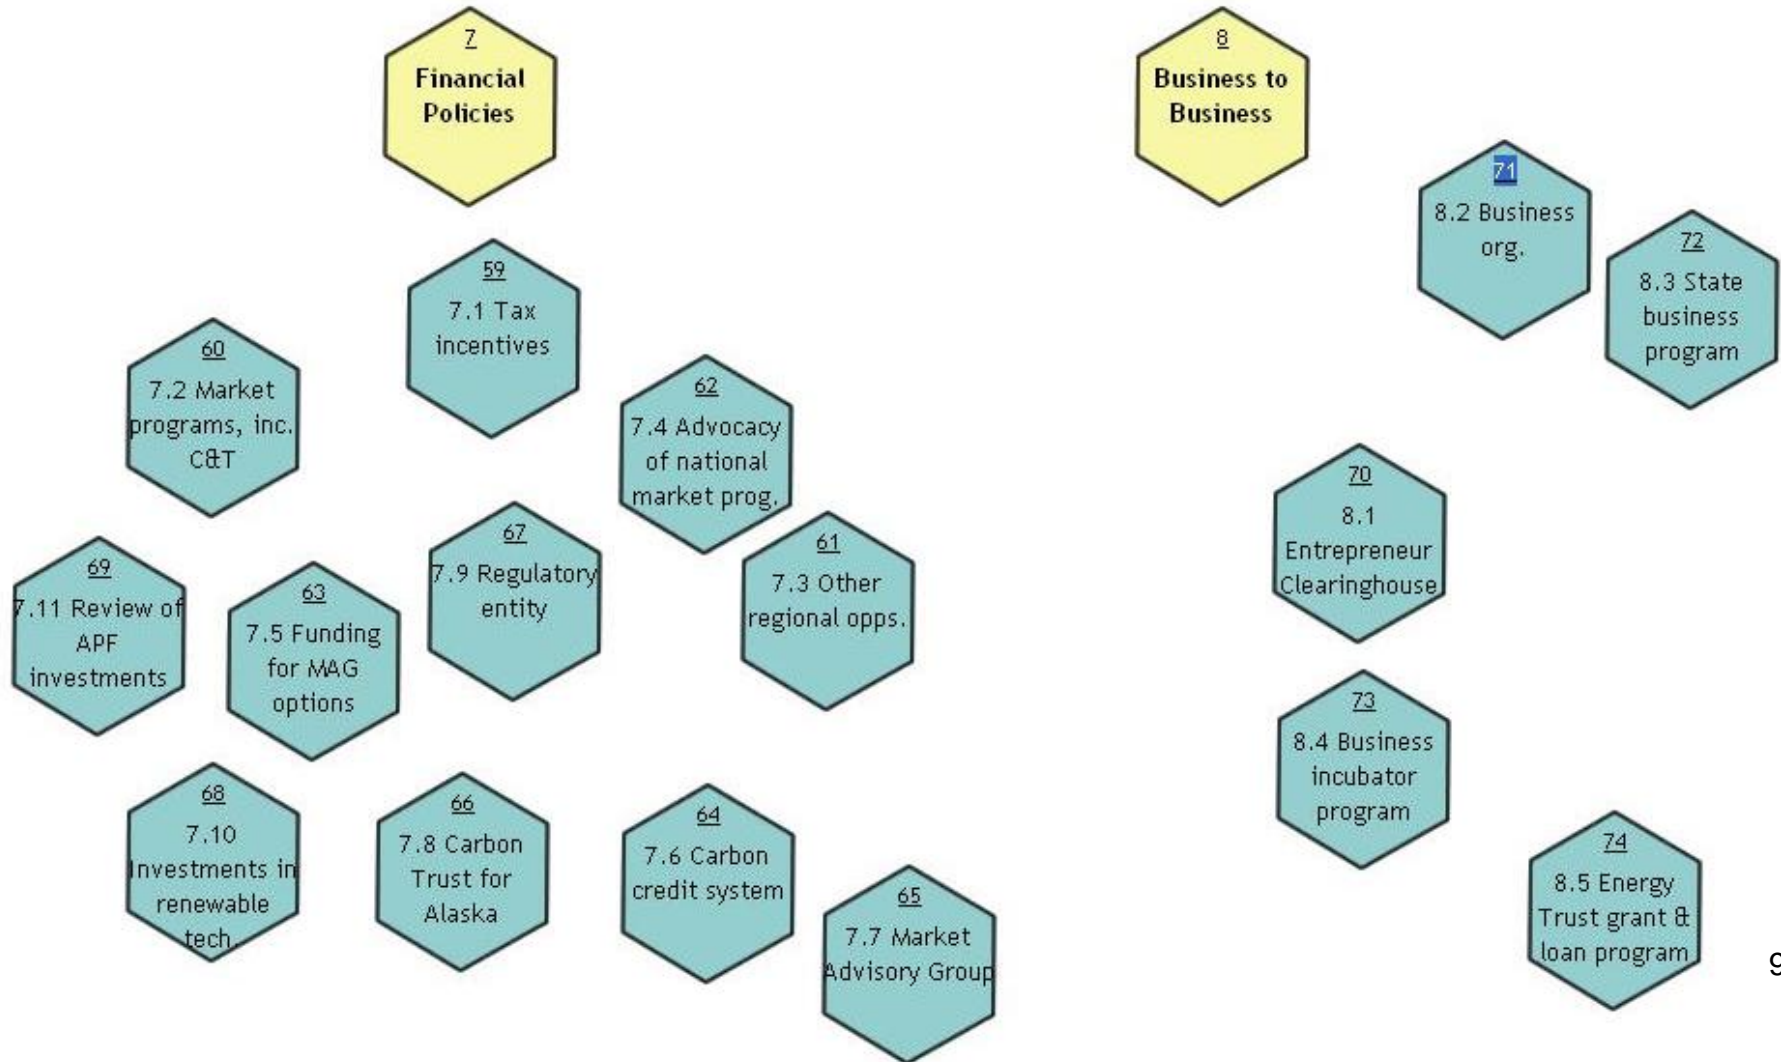 7
Financial
Policies
8
Business to
Business
71
8.2 Business
org.
72
8.3 State
business
program
59
7.1 Tax
incentives
60
7.2 Market
programs, inc.
C&T
62
7.4 Advocacy
of national
market prog.
70
8.1
Entrepreneur
Clearinghouse
67
7.9 Regulatory
entity
61
7.3 Other
regional opps.
69
7.11 Review of
APF
investments
63
7.5 Funding
for MAG
options
73
8.4 Business
incubator
program
68
7.10
Investments in
renewable
tech.
66
7.8 Carbon
Trust for
Alaska
64
7.6 Carbon
credit system
65
7.7 Market
Advisory Group
74
8.5 Energy
Trust grant &
loan program
9